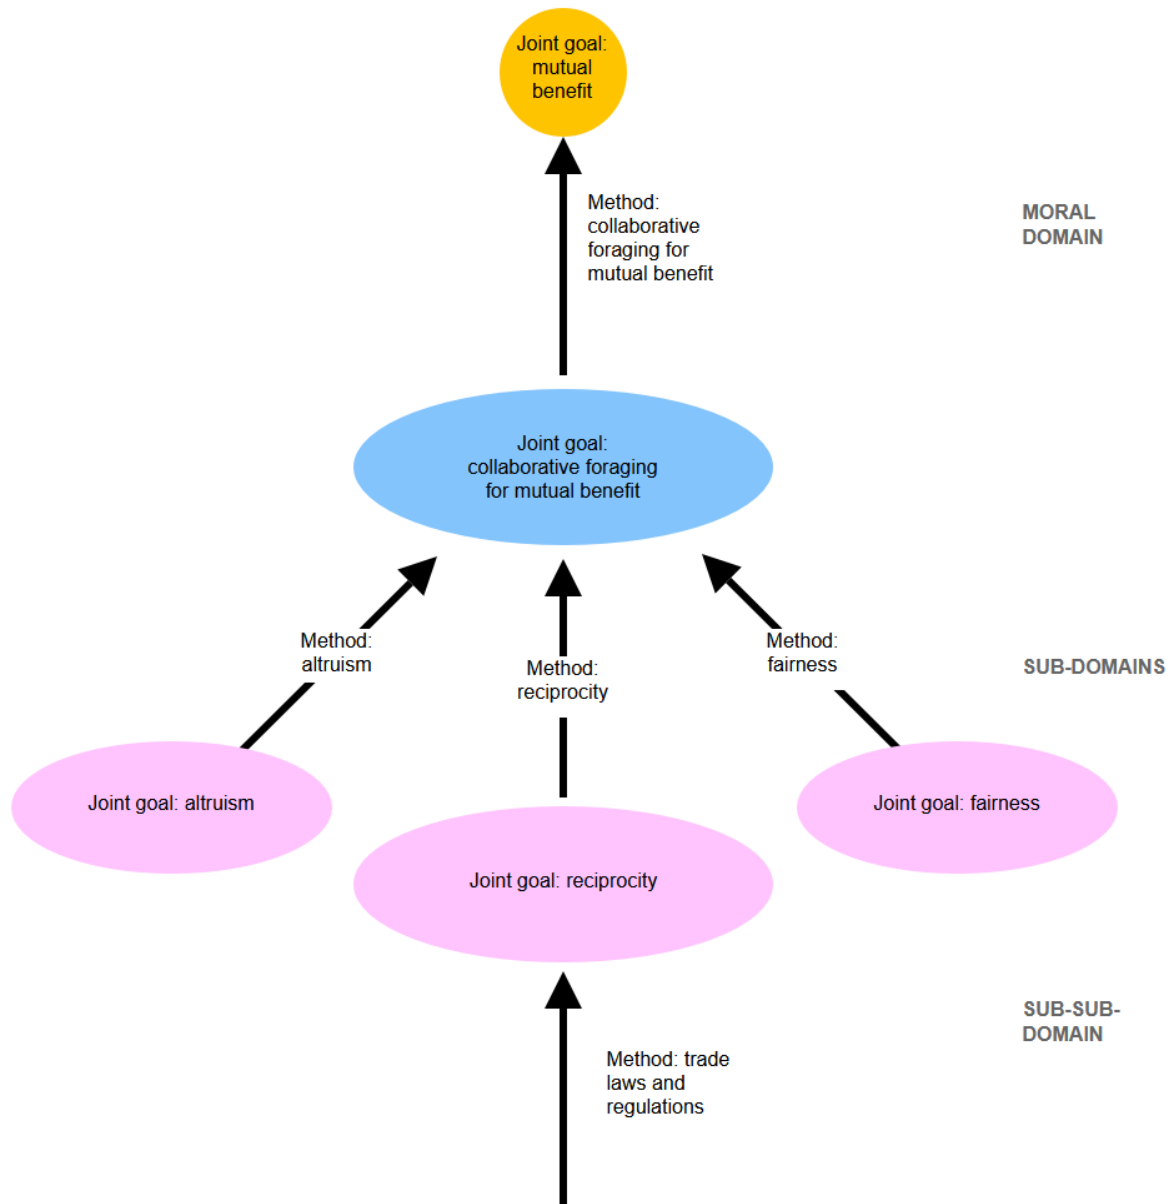 Joint goal:
mutual
benefit
Method:
collaborative
foraging for
mutual benefit
MORAL
DOMAIN
Joint goal:
collaborative foraging
for mutual benefit
Method:
altruism
Method:
reciprocity
Method:
fairness
SUB-DOMAINS
Joint goal: altruism
Joint goal: reciprocity
Joint goal: fairness
SUB-SUB-
DOMAIN
Method: trade
laws and
regulations